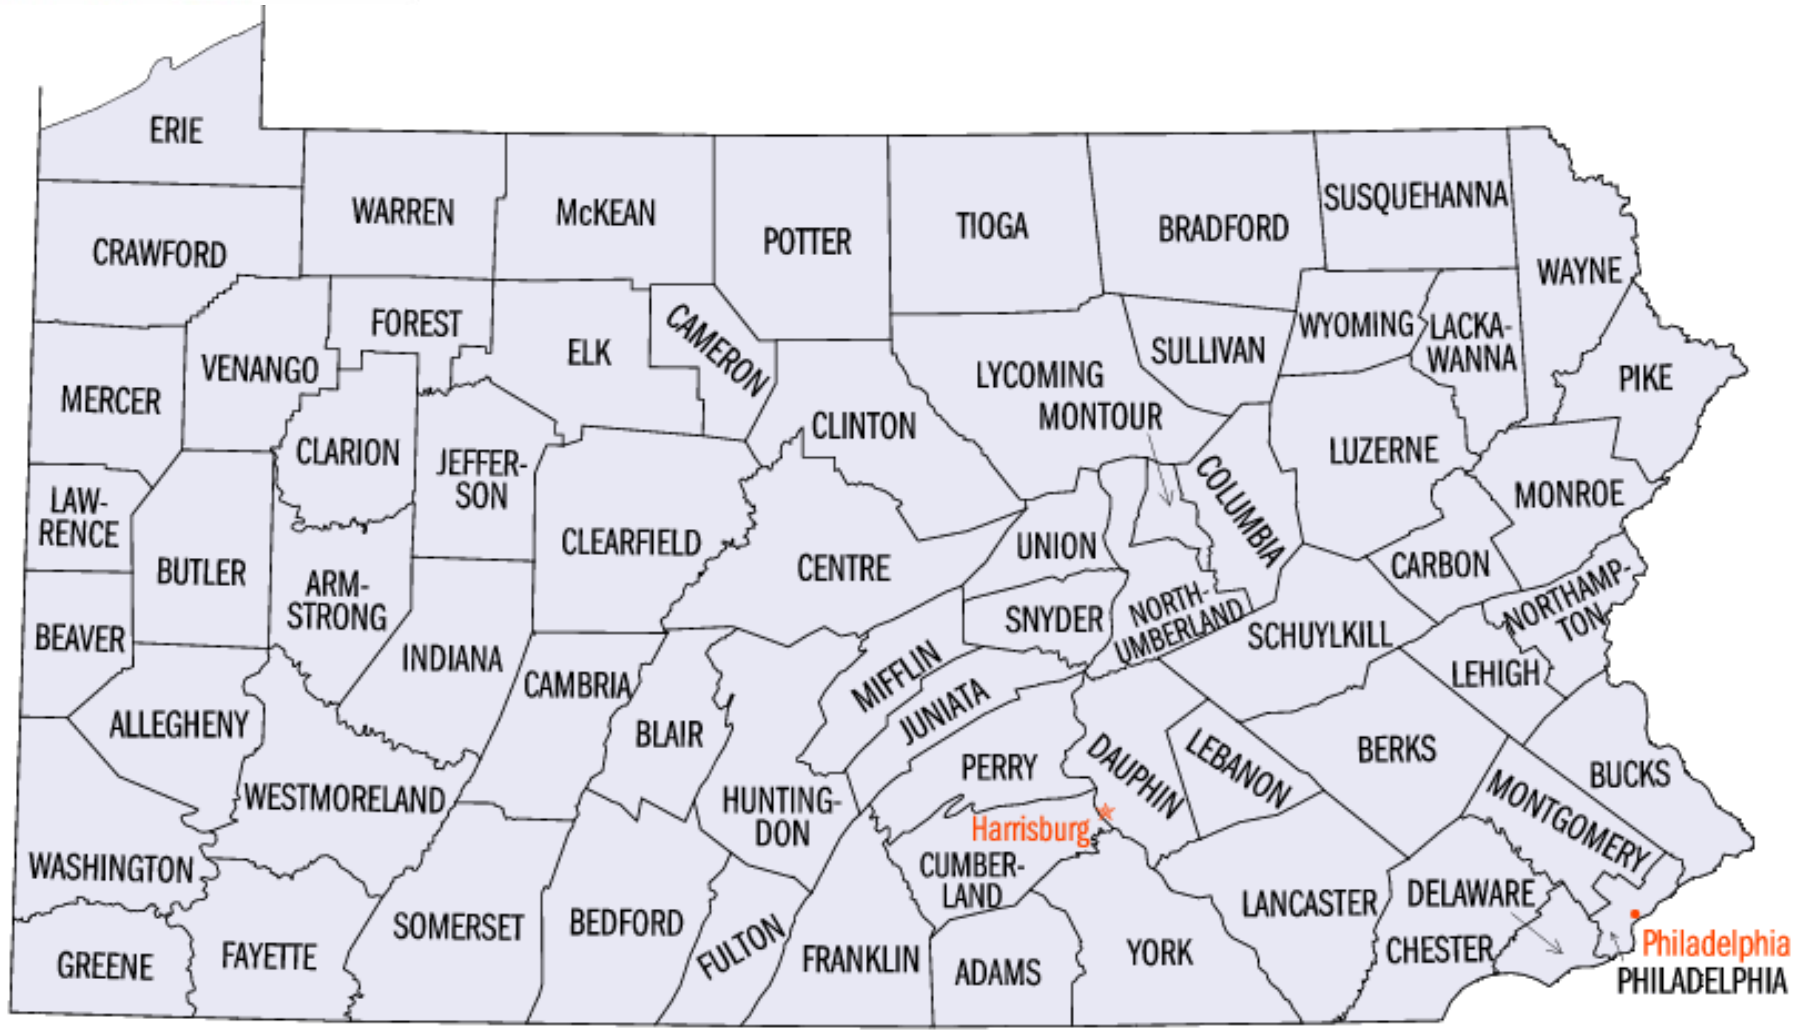 ERIE
WARREN
McKEAN
POTTER
TIOGA
BRADFORD
SUSQUEHANNA
WAYNE
CRAWFORD
FOREST
ELK
CAMERON
WYOMING
LACKA-
WANNA
VENANGO
SULLIVAN
PIKE
MERCER
LYCOMING
MONTOUR
CLINTON
CLARION
JEFFER-
SON
LUZERNE
COLUMBIA
MONROE
LAW-
RENCE
BUTLER
CLEARFIELD
CENTRE
UNION
CARBON
ARM-
STRONG
SNYDER
NORTH-
UMBERLAND
NORTHAMP-
TON
SCHUYLKILL
BEAVER
INDIANA
CAMBRIA
MIFFLIN
LEHIGH
JUNIATA
ALLEGHENY
BLAIR
PERRY
DAUPHIN
LEBANON
BERKS
BUCKS
WESTMORELAND
HUNTING-
DON
MONTGOMERY
Harrisburg
CUMBER-
LAND
WASHINGTON
LANCASTER
DELAWARE
SOMERSET
BEDFORD
FULTON
FRANKLIN
ADAMS
YORK
CHESTER
Philadelphia
PHILADELPHIA
GREENE
FAYETTE